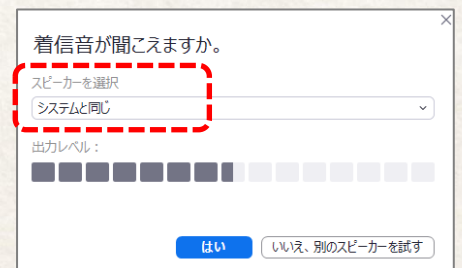 着信音が聞こえますか。
スピーカーを選択
システムと同じ
出力レベル：
はい
いいえ、別のスピーカーを試す